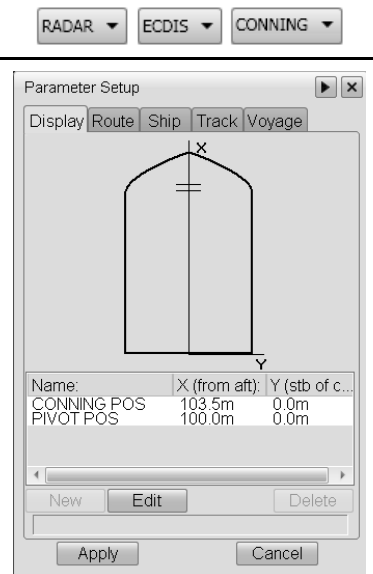 RADAR ECDIS CONNING
Parameter Setup
Display Route Ship Track Voyage
X
Y
Name: X (from aft): Y (stb of c...
CONNING POS 103.5m 0.0m
PIVOT POS 100.0m 0.0m
New Edit Delete
Apply Cancel